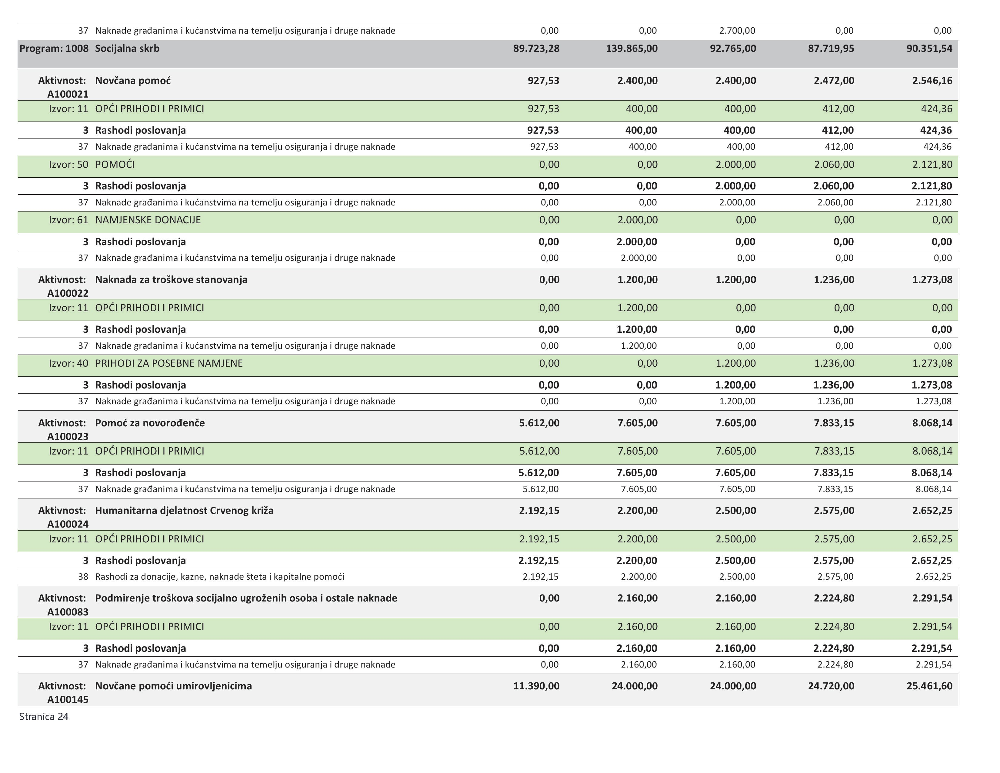 37 Naknade građanima i kućanstvima na temelju osiguranja i druge naknade 0,00 0,00 2.700,00 0,00 0,00
Program: 1008 Socijalna skrb 89.723,28 139.865,00 92.765,00 87.719,95 90.351,54
Aktivnost: Novčana pomoć 927,53 2.400,00 2.400,00 2.472,00 2.546,16
A100021
Izvor: 11 OPĆI PRIHODI I PRIMICI 927,53 400,00 400,00 412,00 424,36
3 Rashodi poslovanja 927,53 400,00 400,00 412,00 424,36
37 Naknade građanima i kućanstvima na temelju osiguranja i druge naknade 927,53 400,00 400,00 412,00 424,36
Izvor: 50 POMOĆI 0,00 0,00 2.000,00 2.060,00 2.121,80
3 Rashodi poslovanja 0,00 0,00 2.000,00 2.060,00 2.121,80
37 Naknade građanima i kućanstvima na temelju osiguranja i druge naknade 0,00 0,00 2.000,00 2.060,00 2.121,80
Izvor: 61 NAMJENSKE DONACIJE 0,00 2.000,00 0,00 0,00 0,00
3 Rashodi poslovanja 0,00 2.000,00 0,00 0,00 0,00
37 Naknade građanima i kućanstvima na temelju osiguranja i druge naknade 0,00 2.000,00 0,00 0,00 0,00
Aktivnost: Naknada za troškove stanovanja 0,00 1.200,00 1.200,00 1.236,00 1.273,08
A100022
Izvor: 11 OPĆI PRIHODI I PRIMICI 0,00 1.200,00 0,00 0,00 0,00
3 Rashodi poslovanja 0,00 1.200,00 0,00 0,00 0,00
37 Naknade građanima i kućanstvima na temelju osiguranja i druge naknade 0,00 1.200,00 0,00 0,00 0,00
Izvor: 40 PRIHODI ZA POSEBNE NAMJENE 0,00 0,00 1.200,00 1.236,00 1.273,08
3 Rashodi poslovanja 0,00 0,00 1.200,00 1.236,00 1.273,08
37 Naknade građanima i kućanstvima na temelju osiguranja i druge naknade 0,00 0,00 1.200,00 1.236,00 1.273,08
Aktivnost: Pomoć za novorođenče 5.612,00 7.605,00 7.605,00 7.833,15 8.068,14
A100023
Izvor: 11 OPĆI PRIHODI I PRIMICI 5.612,00 7.605,00 7.605,00 7.833,15 8.068,14
3 Rashodi poslovanja 5.612,00 7.605,00 7.605,00 7.833,15 8.068,14
37 Naknade građanima i kućanstvima na temelju osiguranja i druge naknade 5.612,00 7.605,00 7.605,00 7.833,15 8.068,14
Aktivnost: Humanitarna djelatnost Crvenog križa 2.192,15 2.200,00 2.500,00 2.575,00 2.652,25
A100024
Izvor: 11 OPĆI PRIHODI I PRIMICI 2.192,15 2.200,00 2.500,00 2.575,00 2.652,25
3 Rashodi poslovanja 2.192,15 2.200,00 2.500,00 2.575,00 2.652,25
38 Rashodi za donacije, kazne, naknade šteta i kapitalne pomoći 2.192,15 2.200,00 2.500,00 2.575,00 2.652,25
Aktivnost: Podmirenje troškova socijalno ugroženih osoba i ostale naknade 0,00 2.160,00 2.160,00 2.224,80 2.291,54
A100083
Izvor: 11 OPĆI PRIHODI I PRIMICI 0,00 2.160,00 2.160,00 2.224,80 2.291,54
3 Rashodi poslovanja 0,00 2.160,00 2.160,00 2.224,80 2.291,54
37 Naknade građanima i kućanstvima na temelju osiguranja i druge naknade 0,00 2.160,00 2.160,00 2.224,80 2.291,54
Aktivnost: Novčane pomoći umirovljenicima 11.390,00 24.000,00 24.000,00 24.720,00 25.461,60
A100145
Stranica 24